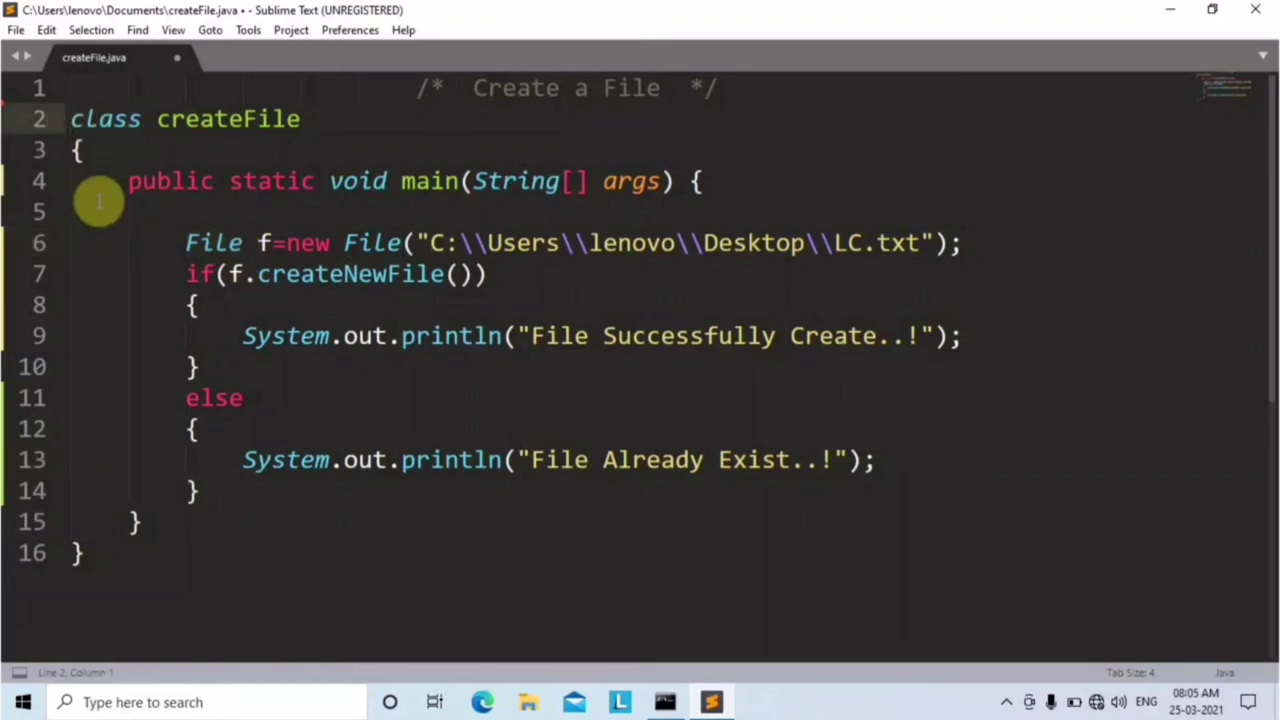 C:\Users\lenovo\Documents\createFile.java • - Sublime Text (UNREGISTERED)
File Edit Selection Find View Goto Tools Project Preferences Help
createFile.java
1 /* Create a File */
2 class createFile
3 {
4 public static void main(String[] args) {
5
6 File f=new File("C:\\Users\\lenovo\\Desktop\\LC.txt");
7 if(f.createNewFile())
8 {
9 System.out.println("File Successfully Create..!");
10 }
11 else
12 {
13 System.out.println("File Already Exist..!");
14 }
15 }
16 }
Line 2, Column 1 Tab Size: 4 Java
Type here to search L ENG 08:05 AM
25-03-2021